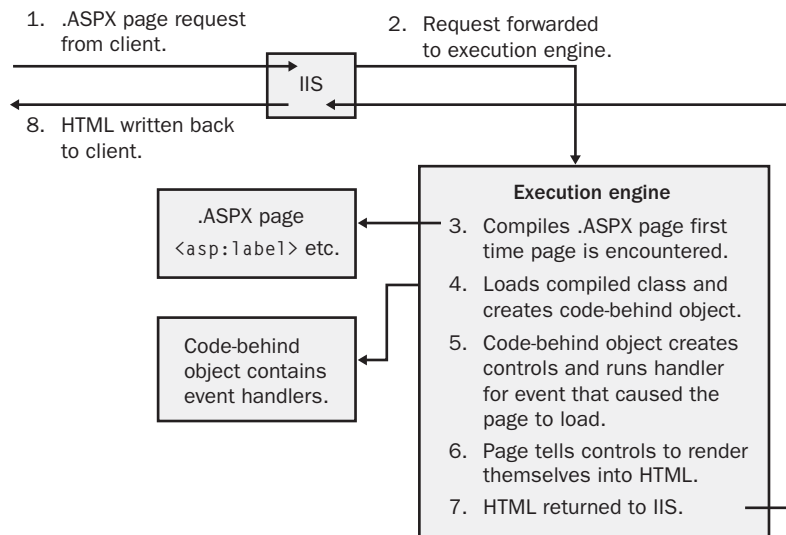 1. .ASPX page request
from client.
2. Request forwarded
to execution engine.
IIS
8. HTML written back
to client.
Execution engine
.ASPX page
<asp:label> etc.
3. Compiles .ASPX page first
time page is encountered.
4. Loads compiled class and
creates code-behind object.
Code-behind
object contains
event handlers.
5. Code-behind object creates
controls and runs handler
for event that caused the
page to load.
6. Page tells controls to render
themselves into HTML.
7. HTML returned to IIS.